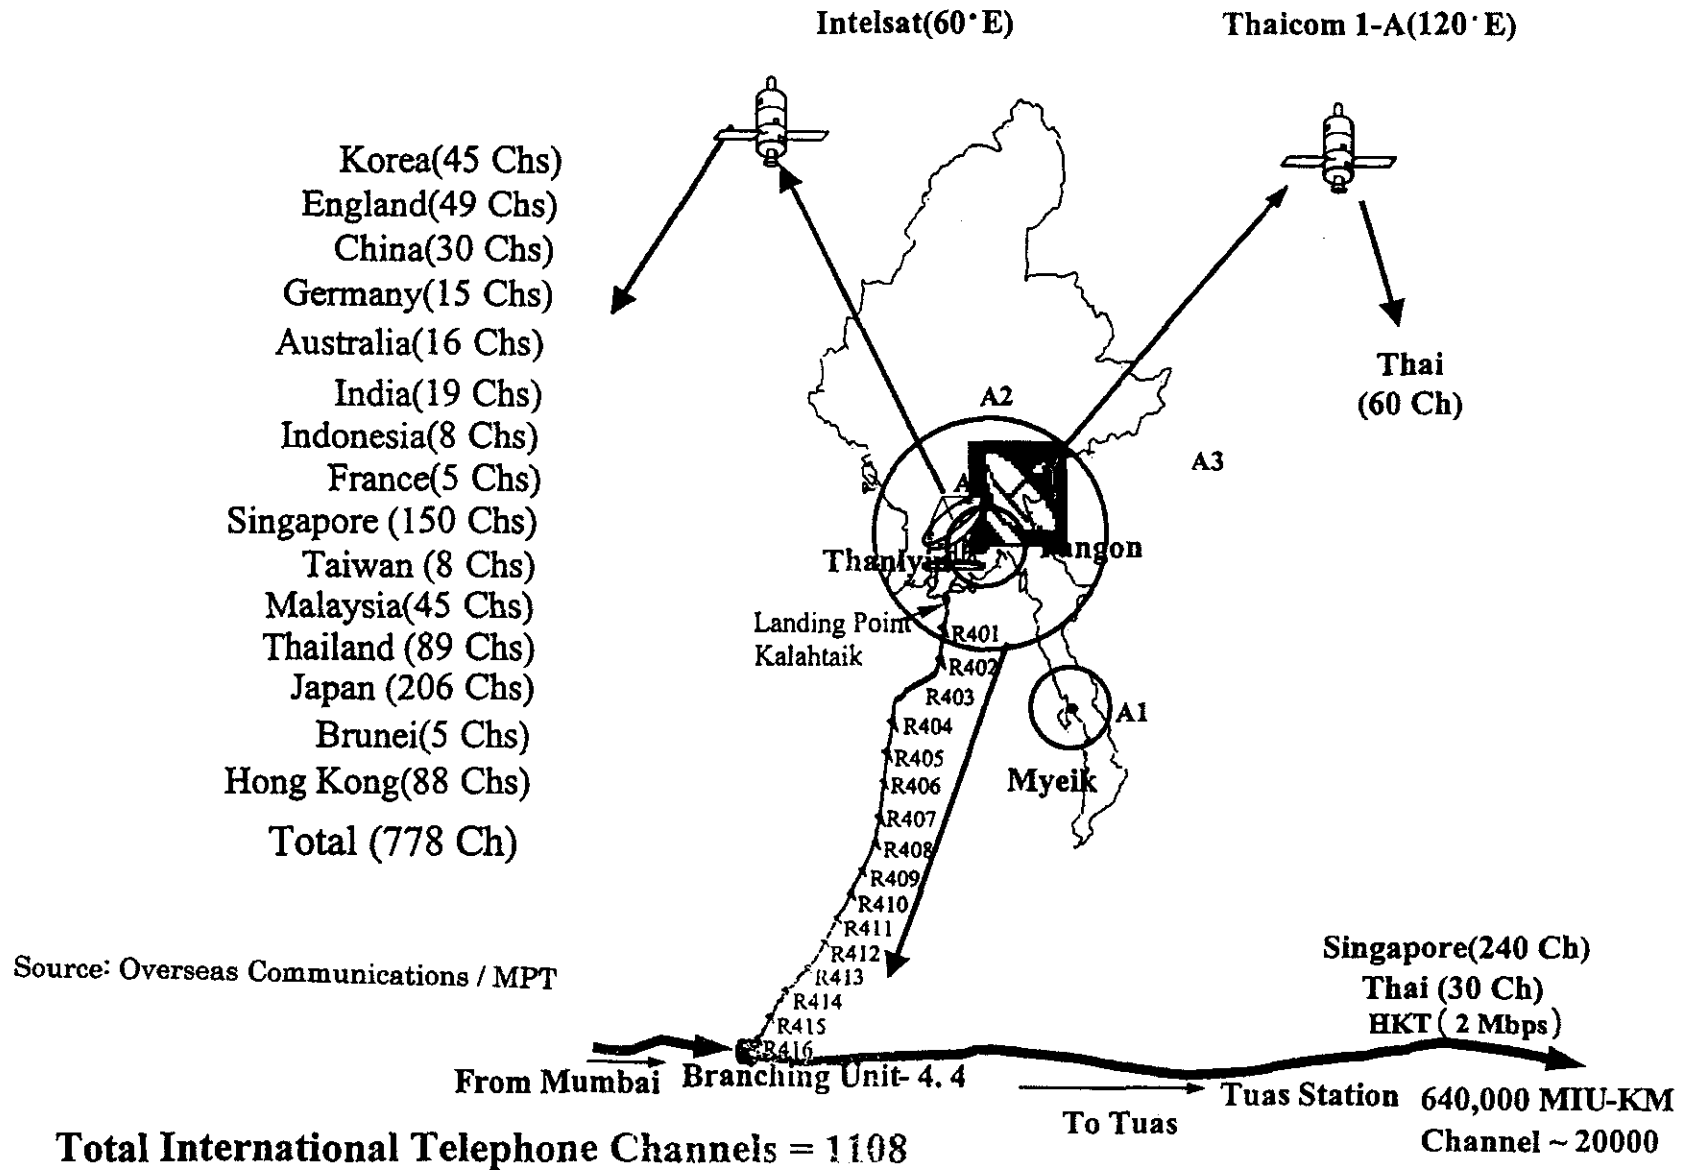 Intelsat(60°E)
Thaicom 1-A(120°E)
Korea(45 Chs)
England(49 Chs)
China(30 Chs)
Germany(15 Chs)
Australia(16 Chs)
India(19 Chs)
Indonesia(8 Chs)
France(5 Chs)
Singapore (150 Chs)
Taiwan (8 Chs)
Malaysia(45 Chs)
Thailand (89 Chs)
Japan (206 Chs)
Brunei(5 Chs)
Hong Kong(88 Chs)
Total (778 Ch)
Thai
(60 Ch)
A2
A3
A
Landing Point
Kalahtaik
R401
R402
R403
R404
R405
R406
R407
R408
R409
R410
R411
R412
R413
R414
R415
R416
A1
Myeik
Source: Overseas Communications / MPT
Singapore(240 Ch)
Thai (30 Ch)
HKT ( 2 Mbps)
From Mumbai
Branching Unit- 4. 4
To Tuas
Tuas Station
640,000 MIU-KM
Channel ~ 20000
Total International Telephone Channels = 1108